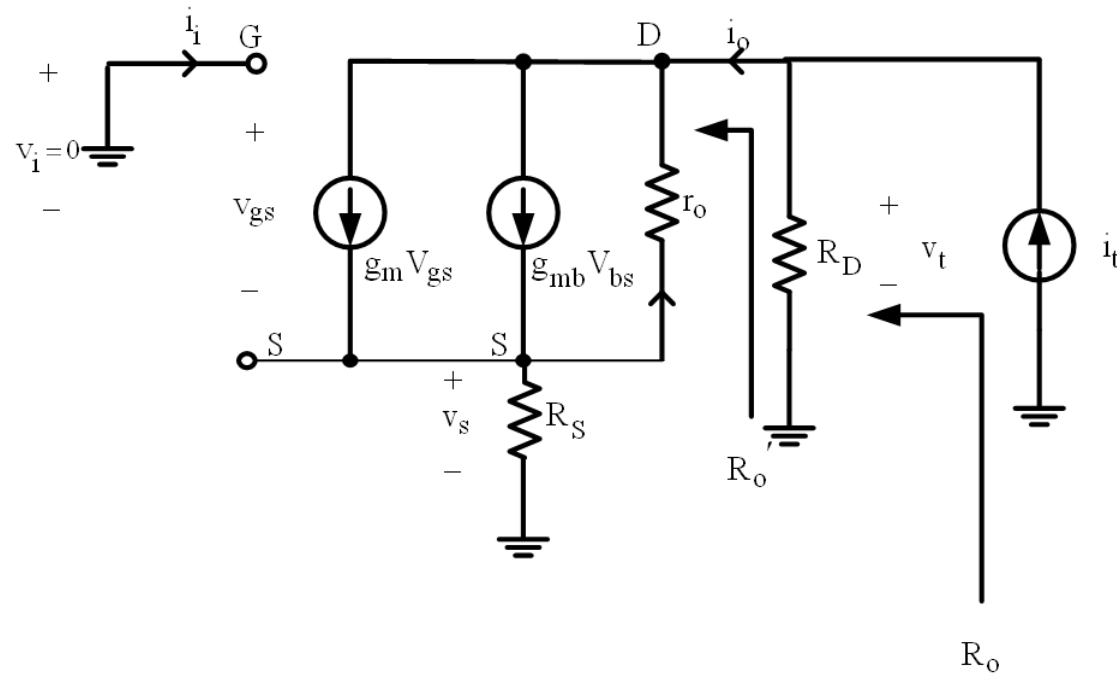 i_i
G
D
i_o
+
v_i = 0
−
+
v_gs
−
g_m V_gs
g_mb V_bs
r_o
R_D
+
v_t
−
i_t
S
S
+
v_s
−
R_S
R_o'
R_o